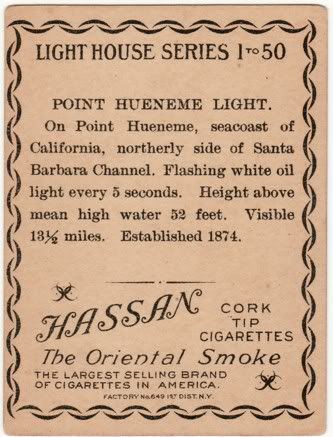 LIGHT HOUSE SERIES 1 TO 50
POINT HUENEME LIGHT.
On Point Hueneme, seacoast of
California, northerly side of Santa
Barbara Channel. Flashing white oil
light every 5 seconds. Height above
mean high water 52 feet. Visible
13½ miles. Established 1874.
HASSAN
CORK
TIP
CIGARETTES
The Oriental Smoke
THE LARGEST SELLING BRAND
OF CIGARETTES IN AMERICA.
FACTORY No. 649 1ST DIST. N.Y.